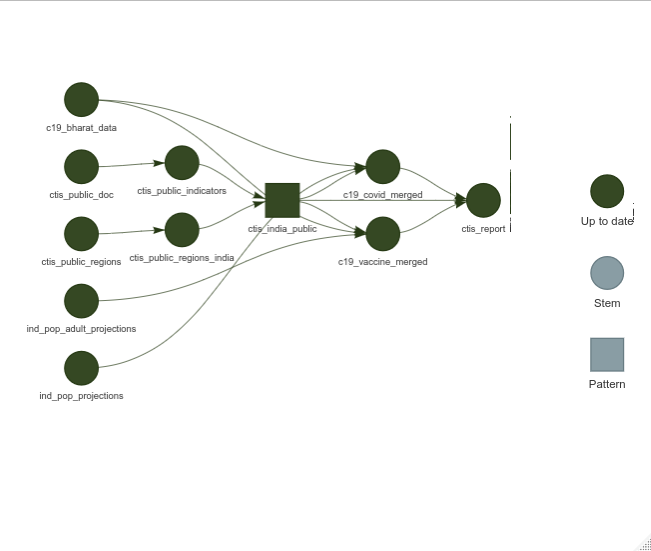 c19_bharat_data
ctis_public_doc
ctis_public_indicators
c19_covid_merged
ctis_public_regions
ctis_public_regions_india
ctis_india_public
c19_vaccine_merged
ctis_report
ind_pop_adult_projections
ind_pop_projections
Up to date
Stem
Pattern